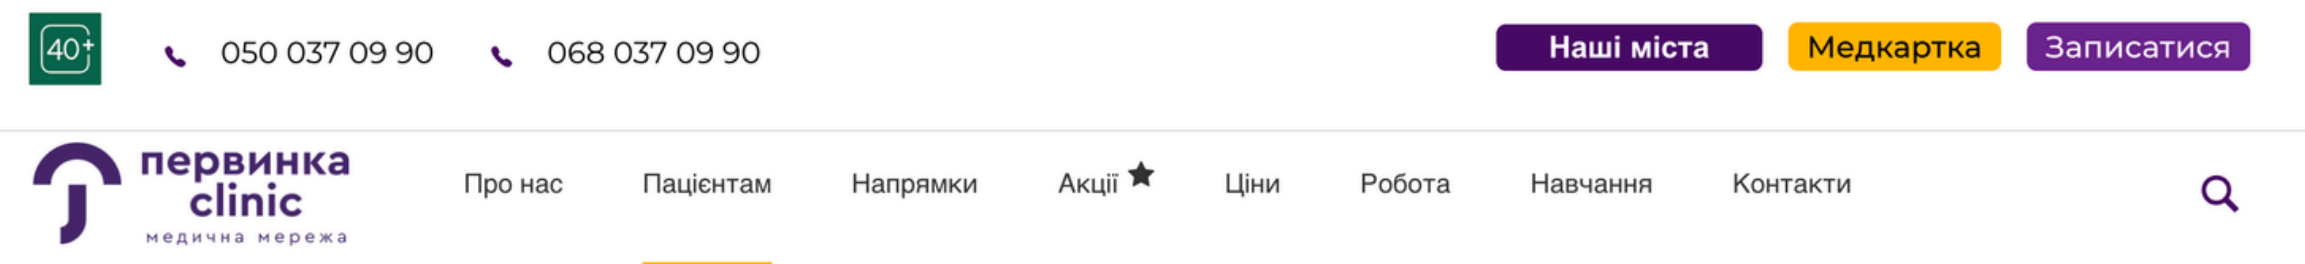 40+
050 037 09 90
068 037 09 90
Наші міста
Медкартка
Записатися
первинка
clinic
медична мережа
Про нас
Пацієнтам
Напрямки
Акції
Ціни
Робота
Навчання
Контакти